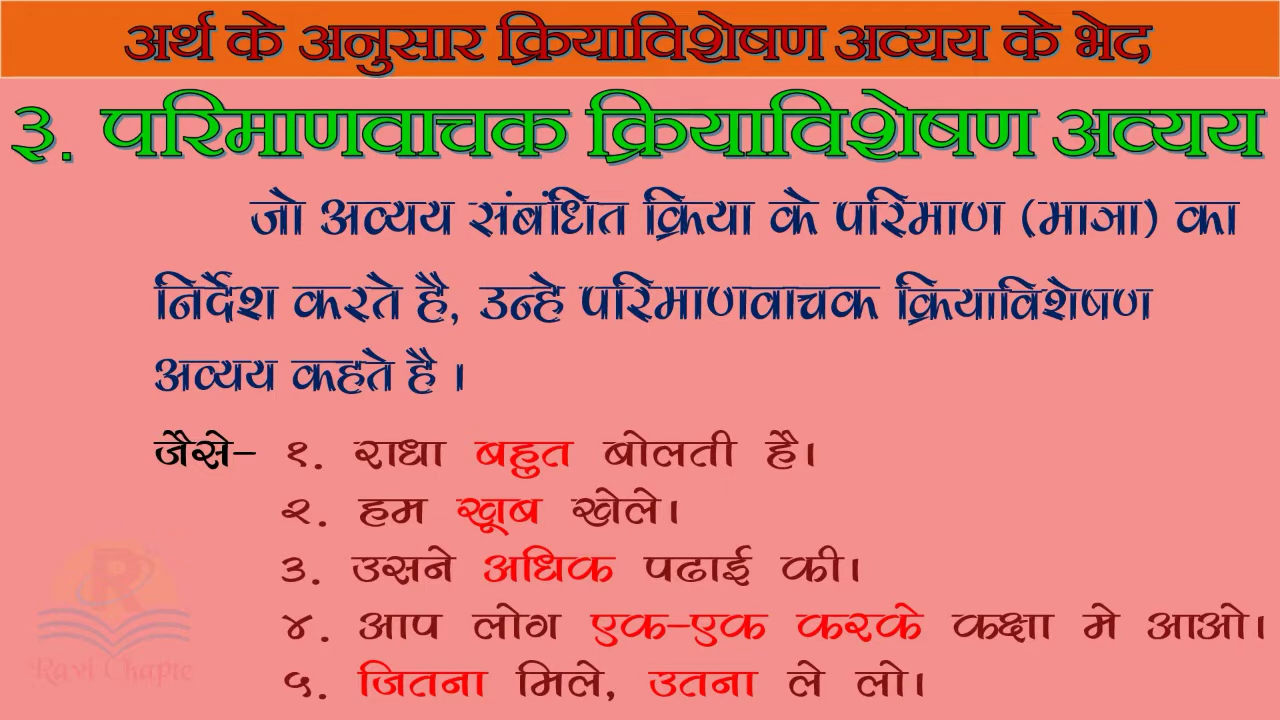 अर्थ के अनुसार क्रियाविशेषण अव्यय के भेद
३. परिमाणवाचक क्रियाविशेषण अव्यय
जो अव्यय संबंधित क्रिया के परिमाण (मात्रा) का
निर्देश करते है, उन्हे परिमाणवाचक क्रियाविशेषण
अव्यय कहते है।
जैसे- १. राधा बहुत बोलती है।
२. हम खूब खेले।
३. उसने अधिक पढाई की।
४. आप लोग एक-एक करके कक्षा मे आओ।
५. जितना मिले, उतना ले लो।
R
Ravi Chapte